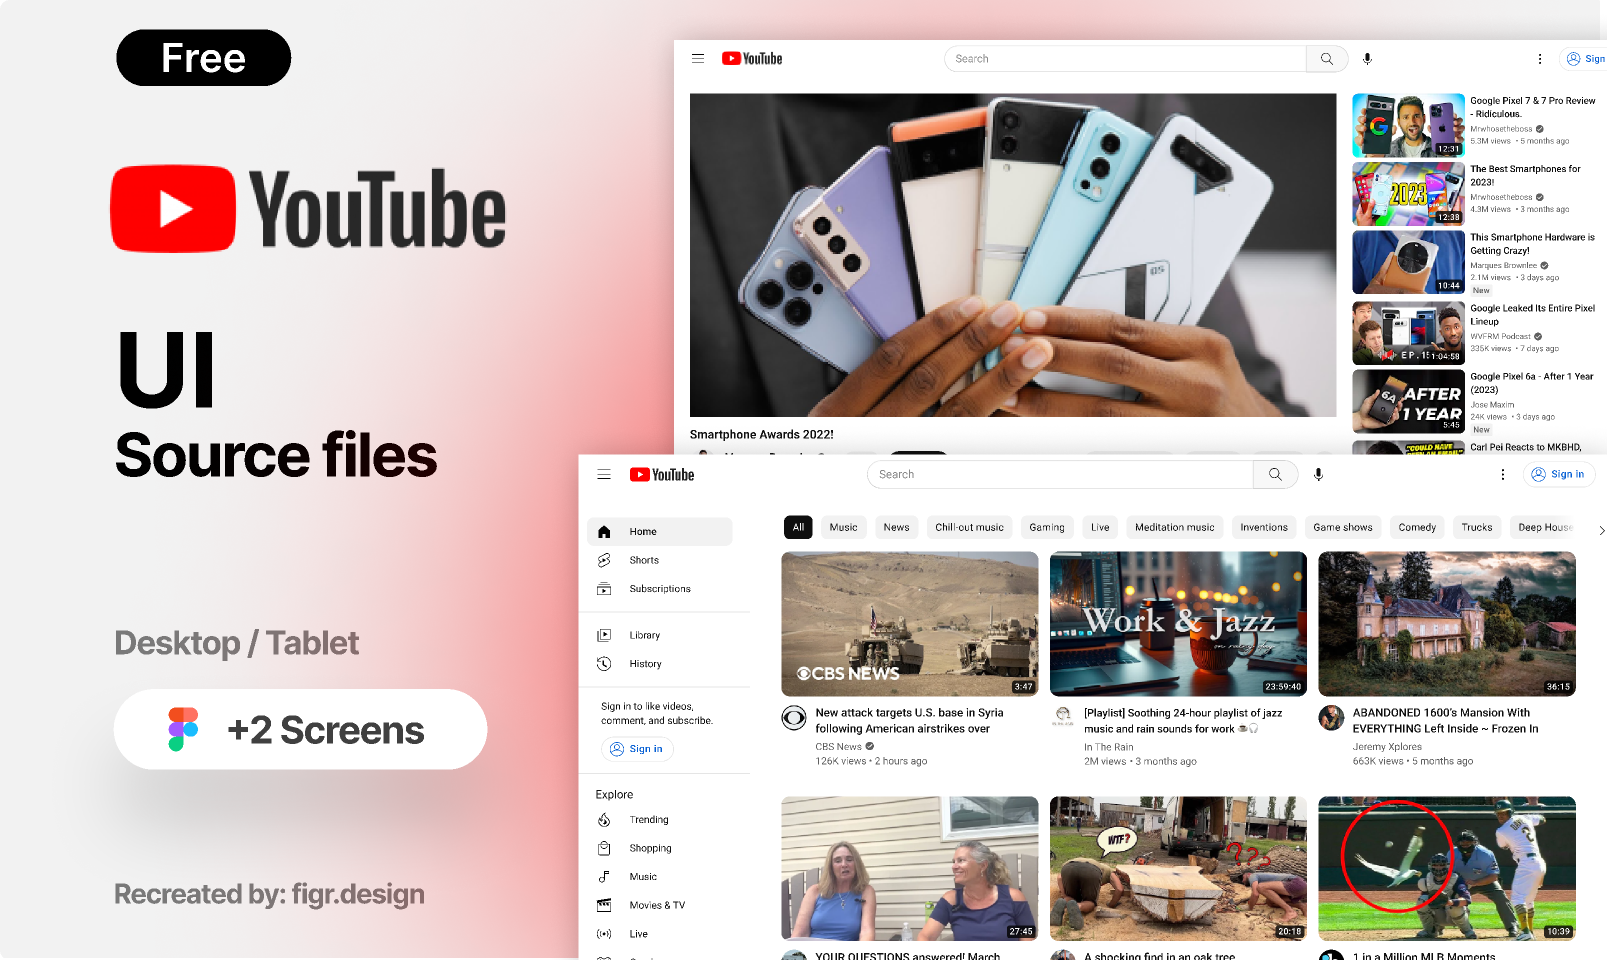 Free
YouTube
UI
Source files
Desktop / Tablet
+2 Screens
Recreated by: figr.design
YouTube
Search
Sign
05
Smartphone Awards 2022!
12:31
Google Pixel 7 & 7 Pro Review
- Ridiculous.
Mrwhosetheboss
5.3M views • 5 months ago
2023
12:38
The Best Smartphones for
2023!
Mrwhosetheboss
4.3M views • 3 months ago
10:44
This Smartphone Hardware is
Getting Crazy!
Marques Brownlee
2.1M views • 3 days ago
New
EP. 15
1:04:58
Google Leaked Its Entire Pixel
Lineup
WVFRM Podcast
335K views • 7 days ago
6A
AFTER
1 YEAR
5:45
Google Pixel 6a - After 1 Year
(2023)
Jose Maxim
24K views • 3 days ago
New
"COULD HAVE
Carl Pei Reacts to MKBHD,
YouTube
Search
Sign in
Home
Shorts
Subscriptions
Library
History
Sign in to like videos,
comment, and subscribe.
Sign in
Explore
Trending
Shopping
Music
Movies & TV
Live
All
Music
News
Chill-out music
Gaming
Live
Meditation music
Inventions
Game shows
Comedy
Trucks
Deep House
CBS NEWS
3:47
New attack targets U.S. base in Syria
following American airstrikes over
CBS News
126K views • 2 hours ago
Work & Jazz
23:59:40
[Playlist] Soothing 24-hour playlist of jazz
music and rain sounds for work ☕🎧
In The Rain
2M views • 3 months ago
36:15
ABANDONED 1600's Mansion With
EVERYTHING Left Inside ~ Frozen In
Jeremy Xplores
663K views • 5 months ago
27:45
YOUR QUESTIONS answered! March
WTF?
???
20:18
A shocking find in an oak tree
10:39
1 in a Million MLB Moments